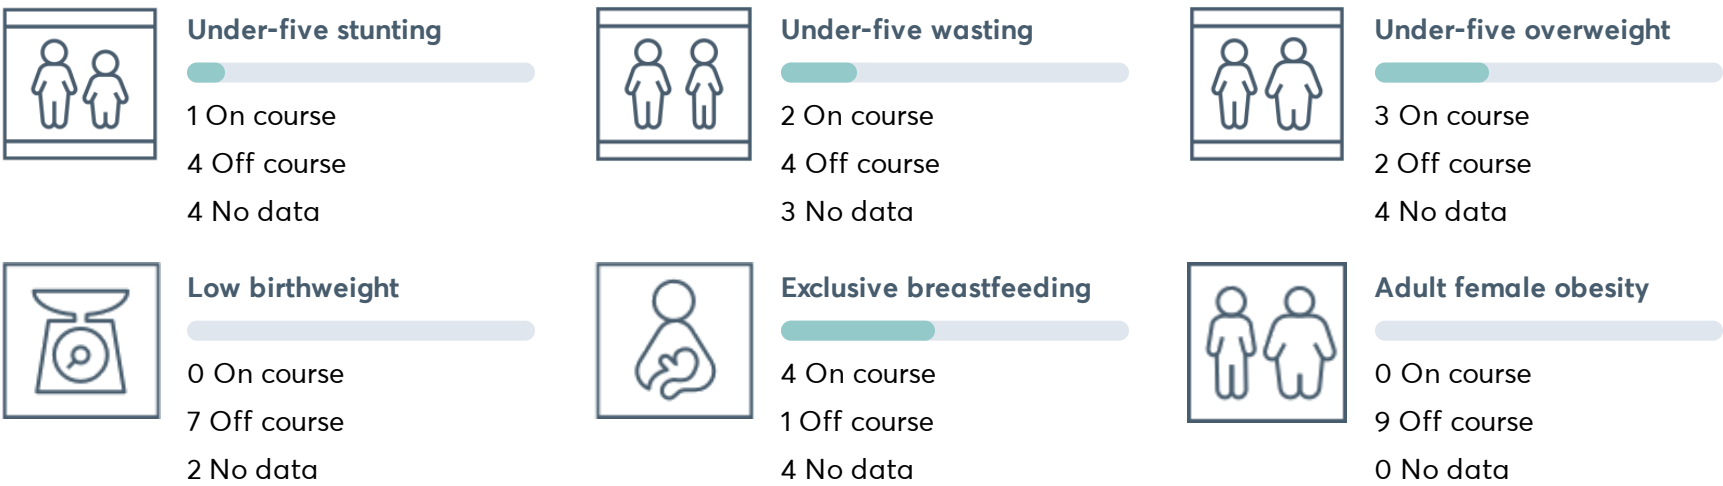 Under-five stunting
1 On course
4 Off course
4 No data
Under-five wasting
2 On course
4 Off course
3 No data
Under-five overweight
3 On course
2 Off course
4 No data
Low birthweight
0 On course
7 Off course
2 No data
Exclusive breastfeeding
4 On course
1 Off course
4 No data
Adult female obesity
0 On course
9 Off course
0 No data